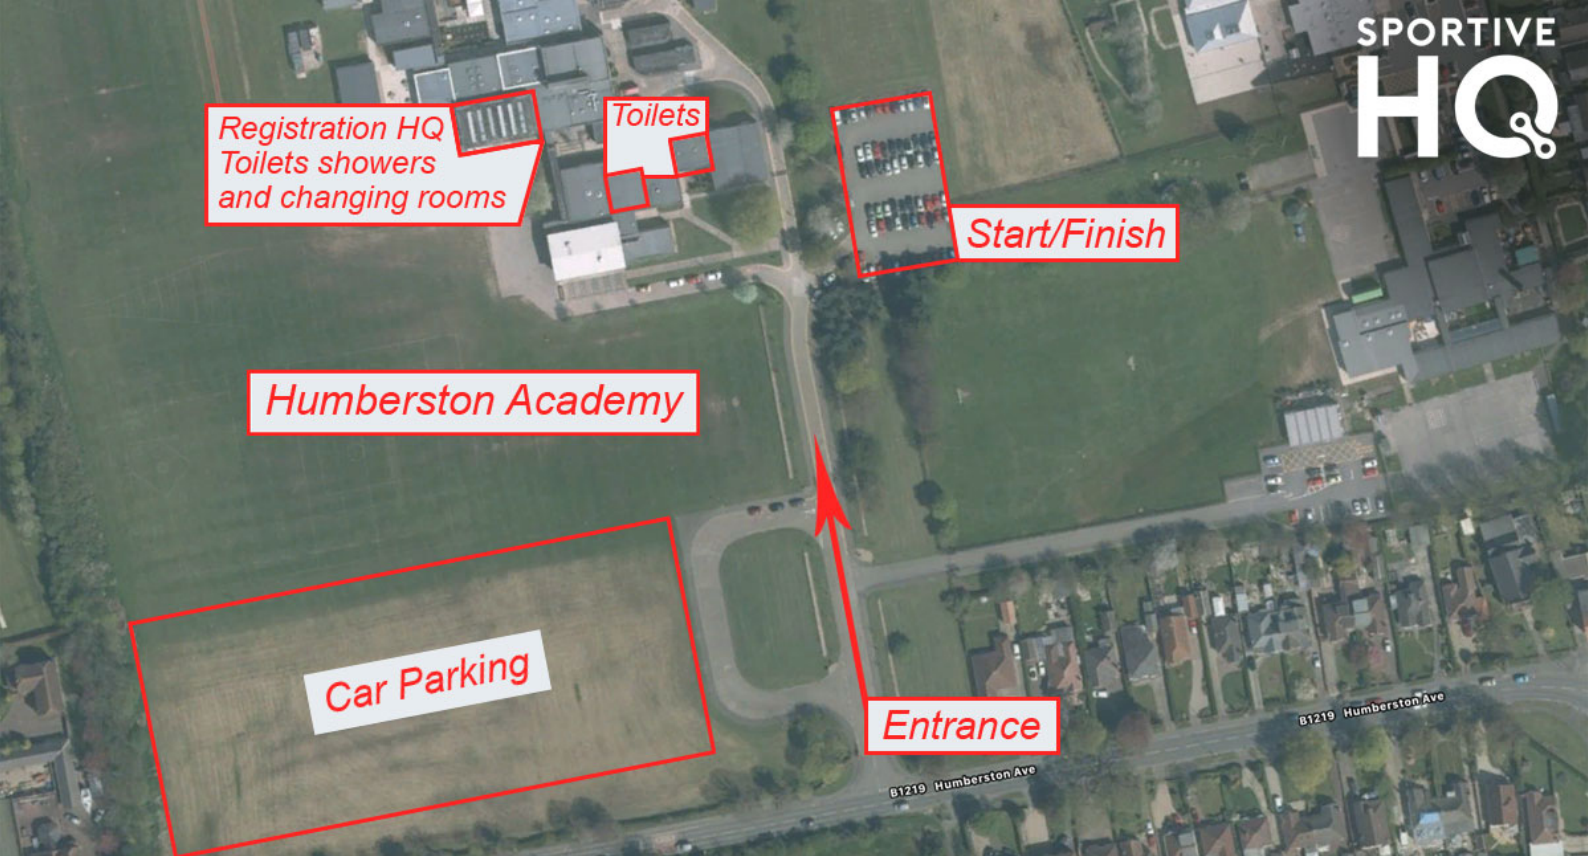 SPORTIVE
HQ
Registration HQ
Toilets showers
and changing rooms
Toilets
Start/Finish
Humberston Academy
Car Parking
Entrance
B1219 Humberston Ave
B1219 Humberston Ave